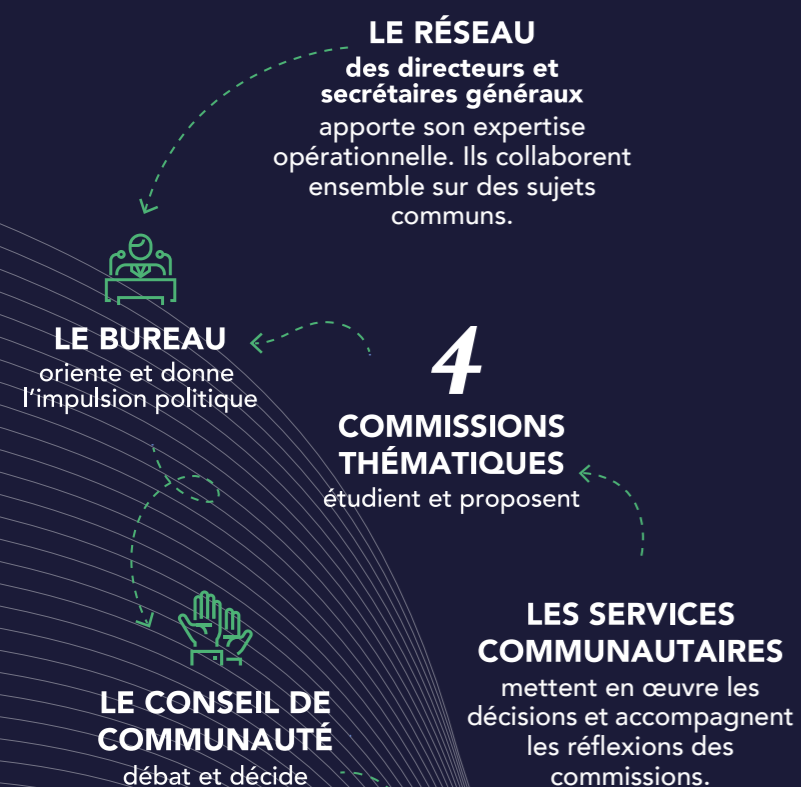 LE RÉSEAU
des directeurs et
secrétaires généraux
apporte son expertise
opérationnelle. Ils collaborent
ensemble sur des sujets
communs.
LE BUREAU
oriente et donne
l'impulsion politique
4
COMMISSIONS
THÉMATIQUES
étudient et proposent
LES SERVICES
COMMUNAUTAIRES
mettent en œuvre les
décisions et accompagnent
les réflexions des
commissions.
LE CONSEIL DE
COMMUNAUTÉ
débat et décide